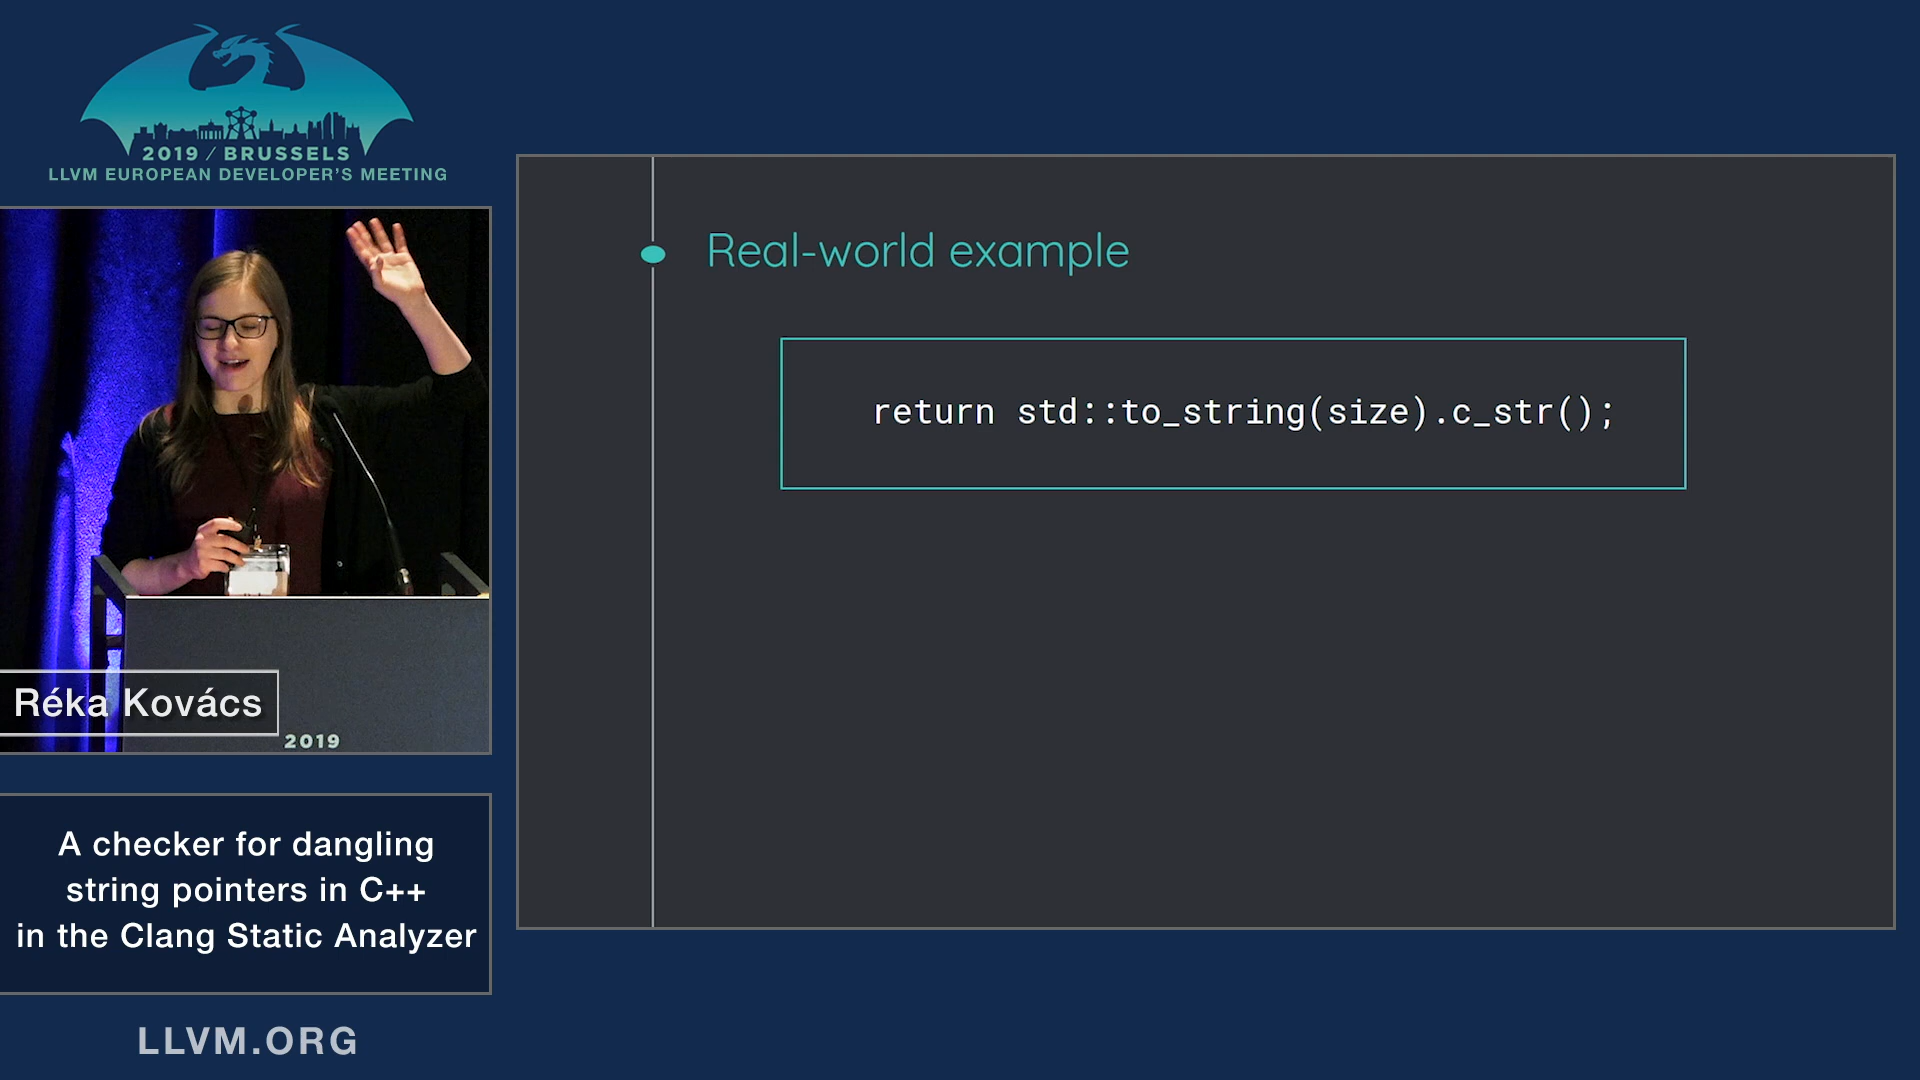 2019 / BRUSSELS
LLVM EUROPEAN DEVELOPER'S MEETING
Real-world example
return std::to_string(size).c_str();
Réka Kovács
2019
A checker for dangling
string pointers in C++
in the Clang Static Analyzer
LLVM.ORG